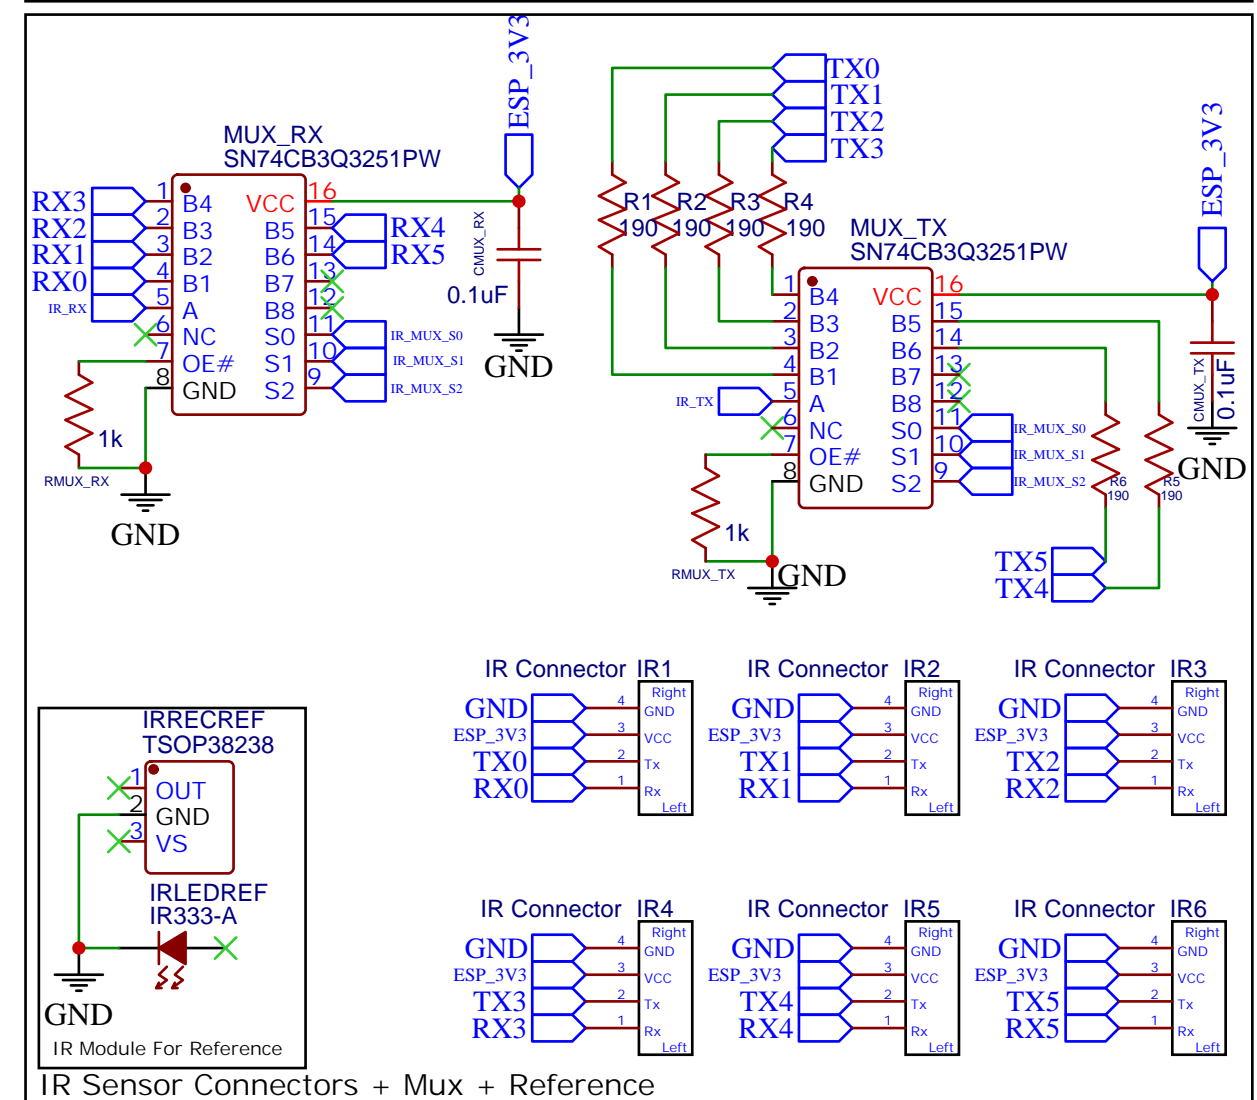 ESP_3V3
MUX_RX
SN74CB3Q3251PW
RX3
RX2
RX1
RX0
IR_RX
1 B4
2 B3
3 B2
4 B1
5 A
6 NC
7 OE#
8 GND
VCC 16
B5 15
B6 14
B7 13
B8 12
S0 11
S1 10
S2 9
RX4
RX5
IR_MUX_S0
IR_MUX_S1
IR_MUX_S2
CMUX_RX
0.1uF
GND
1k
RMUX_RX
GND
TX0
TX1
TX2
TX3
R1 R2 R3 R4
190 190 190 190
MUX_TX
SN74CB3Q3251PW
ESP_3V3
IR_TX
1 B4
2 B3
3 B2
4 B1
5 A
6 NC
7 OE#
8 GND
VCC 16
B5 15
B6 14
B7 13
B8 12
S0 11
S1 10
S2 9
IR_MUX_S0
IR_MUX_S1
IR_MUX_S2
CMUX_TX
0.1uF
GND
R6
190
R5
190
1k
RMUX_TX
GND
TX5
TX4
IR Connector IR1
Right
GND 4 GND
ESP_3V3 3 VCC
TX0 2 Tx
RX0 1 Rx
Left
IR Connector IR2
Right
GND 4 GND
ESP_3V3 3 VCC
TX1 2 Tx
RX1 1 Rx
Left
IR Connector IR3
Right
GND 4 GND
ESP_3V3 3 VCC
TX2 2 Tx
RX2 1 Rx
Left
IRRECREF
TSOP38238
1 OUT
2 GND
3 VS
IRLEDREF
IR333-A
GND
IR Module For Reference
IR Connector IR4
Right
GND 4 GND
ESP_3V3 3 VCC
TX3 2 Tx
RX3 1 Rx
Left
IR Connector IR5
Right
GND 4 GND
ESP_3V3 3 VCC
TX4 2 Tx
RX4 1 Rx
Left
IR Connector IR6
Right
GND 4 GND
ESP_3V3 3 VCC
TX5 2 Tx
RX5 1 Rx
Left
IR Sensor Connectors + Mux + Reference